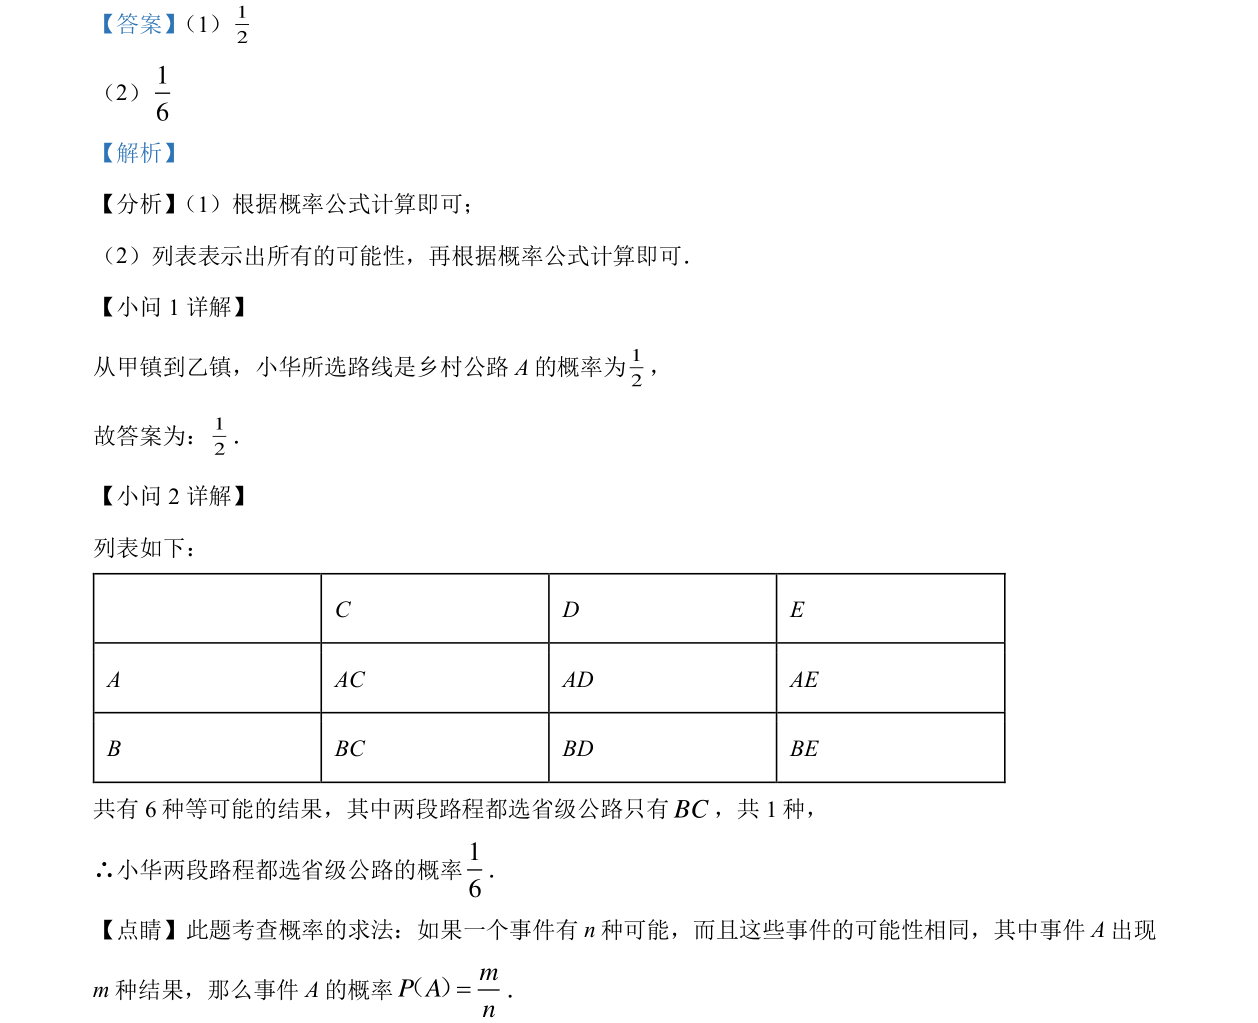 【答案】（1）1/2
（2）1/6
【解析】
【分析】（1）根据概率公式计算即可；
（2）列表表示出所有的可能性，再根据概率公式计算即可．
【小问 1 详解】
从甲镇到乙镇，小华所选路线是乡村公路 A 的概率为1/2，
故答案为：1/2．
【小问 2 详解】
列表如下：
C D E
A AC AD AE
B BC BD BE
共有 6 种等可能的结果，其中两段路程都选省级公路只有 BC，共 1 种，
∴小华两段路程都选省级公路的概率1/6．
【点睛】此题考查概率的求法：如果一个事件有 n 种可能，而且这些事件的可能性相同，其中事件 A 出现
m 种结果，那么事件 A 的概率 P(A)=m/n．